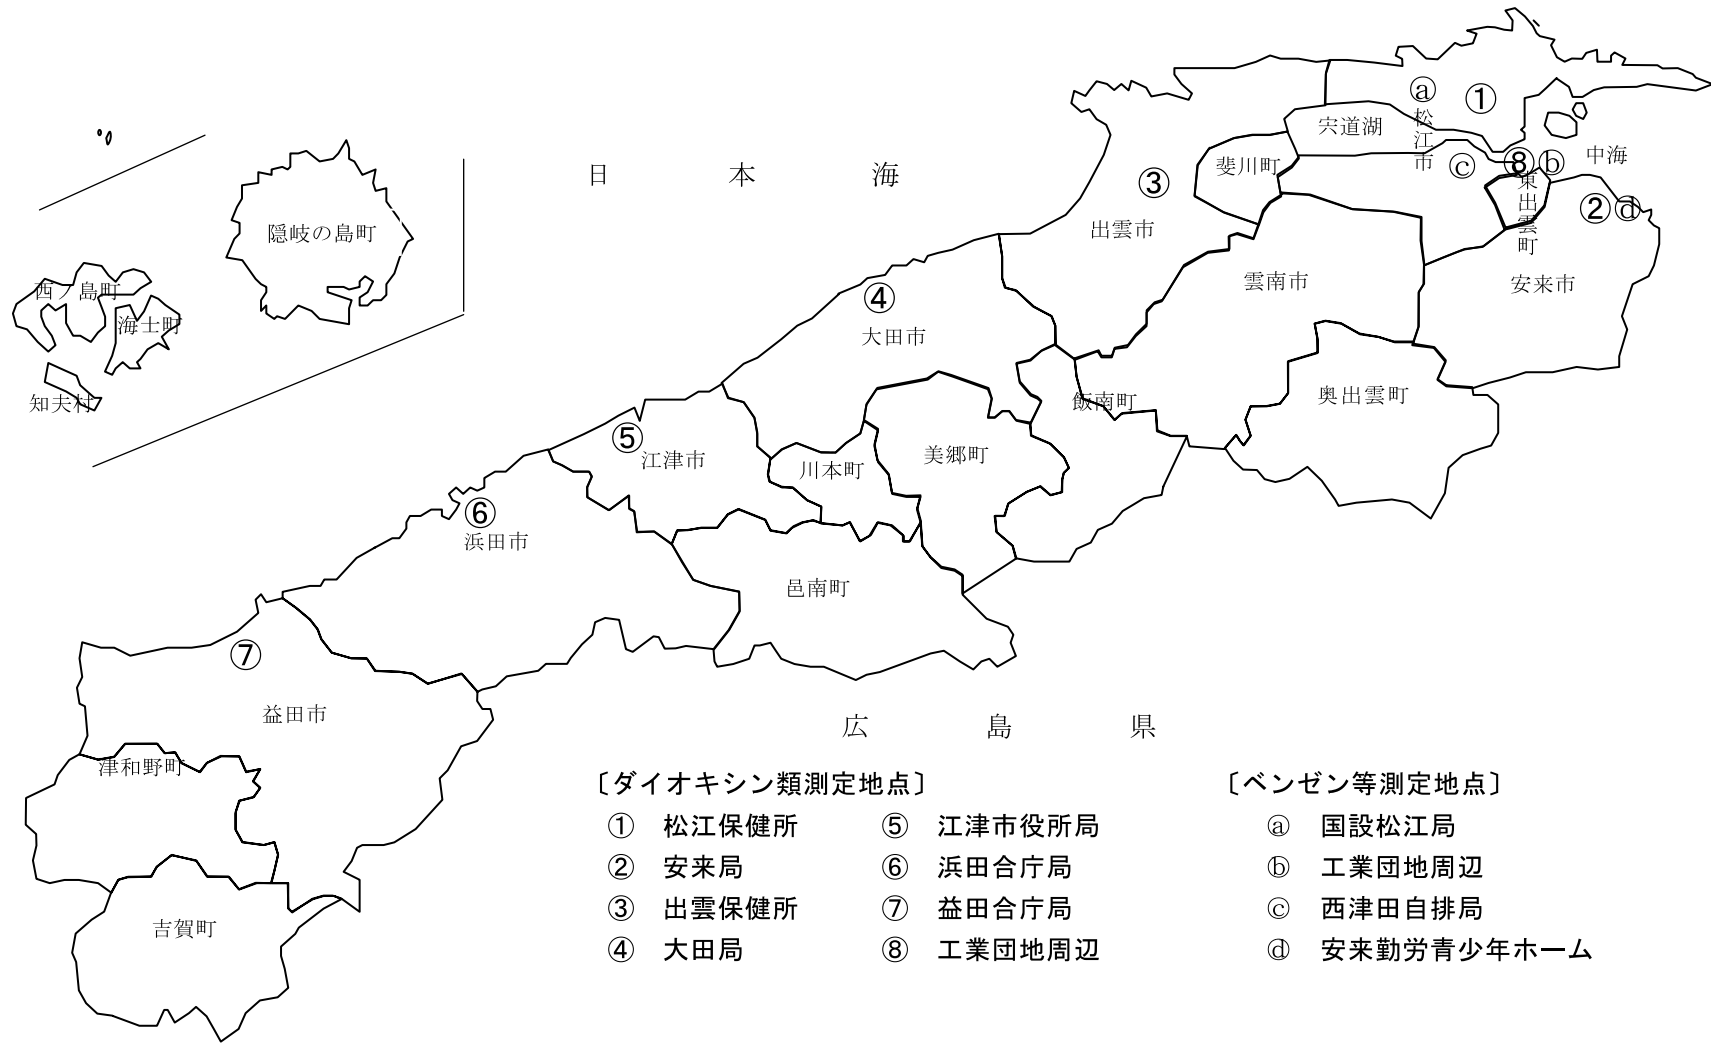 ⓐ
①
松江市
宍道湖
斐川町
ⓒ
⑧
ⓑ
中海
東出雲町
②
ⓓ
日本海
③
出雲市
隠岐の島町
雲南市
安来市
西ノ島町
海士町
④
大田市
知夫村
飯南町
奥出雲町
⑤
江津市
川本町
美郷町
⑥
浜田市
邑南町
⑦
益田市
広島県
津和野町
吉賀町
〔ダイオキシン類測定地点〕
① 松江保健所
② 安来局
③ 出雲保健所
④ 大田局
⑤ 江津市役所局
⑥ 浜田合庁局
⑦ 益田合庁局
⑧ 工業団地周辺
〔ベンゼン等測定地点〕
ⓐ 国設松江局
ⓑ 工業団地周辺
ⓒ 西津田自排局
ⓓ 安来勤労青少年ホーム